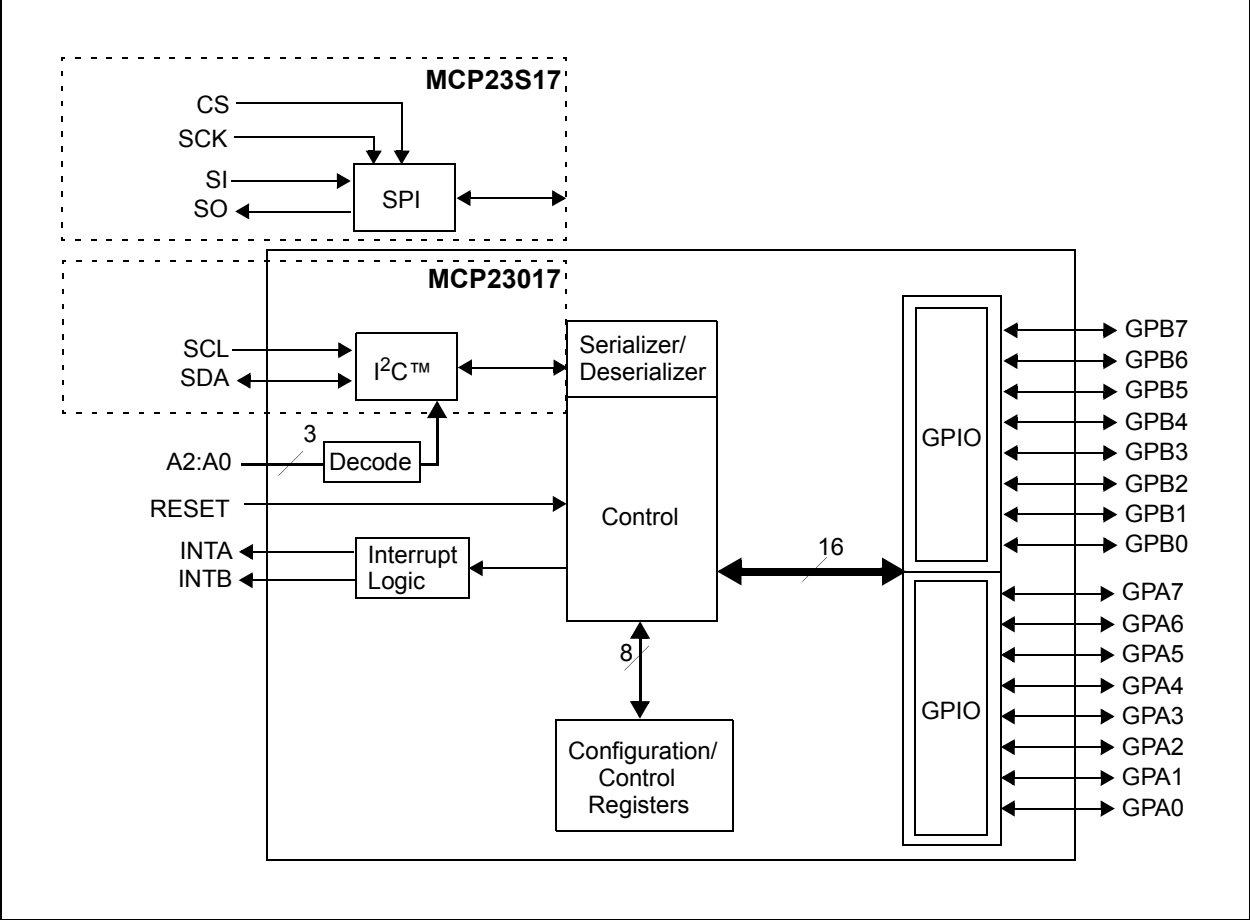 MCP23S17
CS
SCK
SI
SO
SPI
MCP23017
SCL
SDA
I²C™
Serializer/
Deserializer
3
A2:A0
Decode
RESET
Control
INTA
INTB
Interrupt
Logic
16
8
Configuration/
Control
Registers
GPIO
GPB7
GPB6
GPB5
GPB4
GPB3
GPB2
GPB1
GPB0
GPIO
GPA7
GPA6
GPA5
GPA4
GPA3
GPA2
GPA1
GPA0